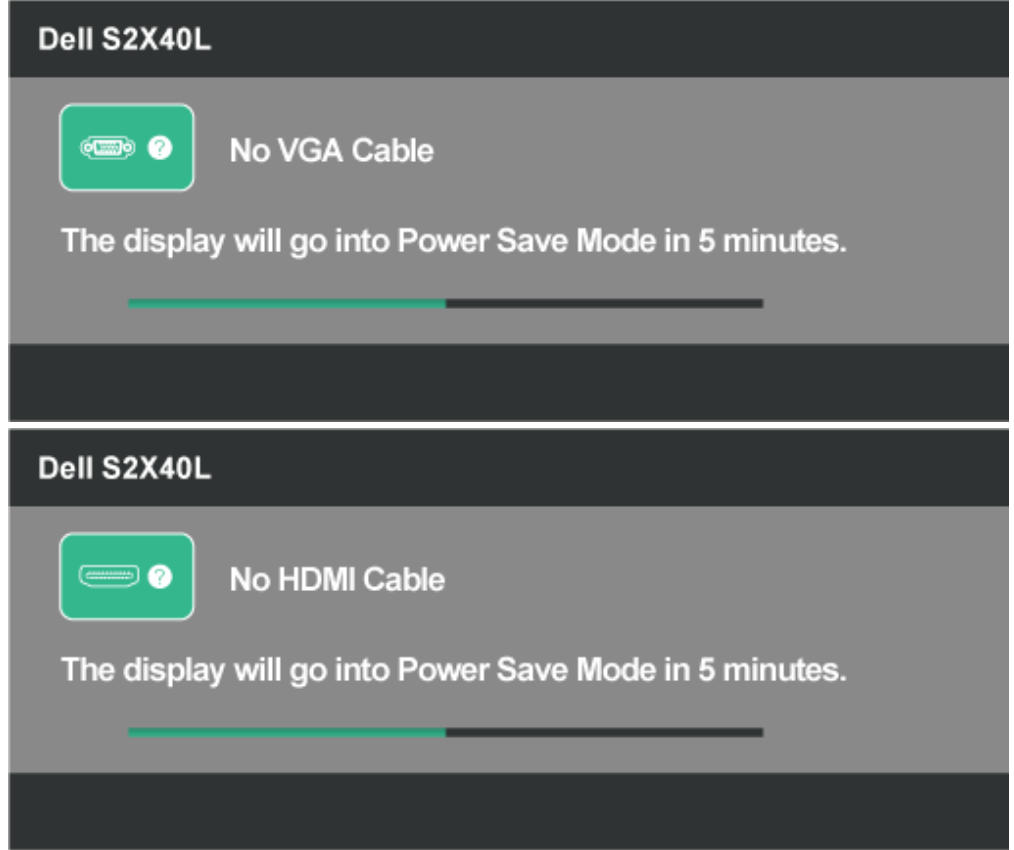 Dell S2X40L
? No VGA Cable
The display will go into Power Save Mode in 5 minutes.
Dell S2X40L
? No HDMI Cable
The display will go into Power Save Mode in 5 minutes.